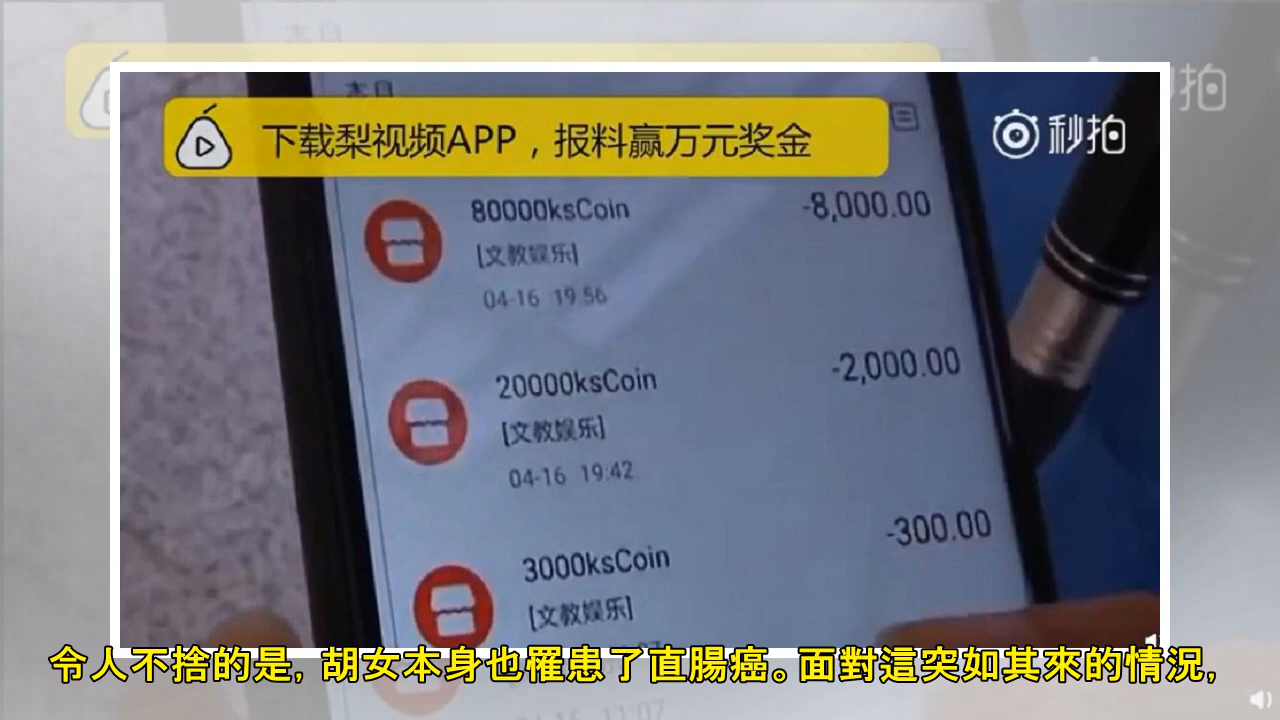 本月
下载梨视频APP，报料赢万元奖金
秒拍
80000ksCoin
-8,000.00
[文教娱乐]
04-16 19:56
20000ksCoin
-2,000.00
[文教娱乐]
04-16 19:42
3000ksCoin
-300.00
[文教娱乐]
令人不捨的是, 胡女本身也罹患了直腸癌。面對這突如其來的情況,